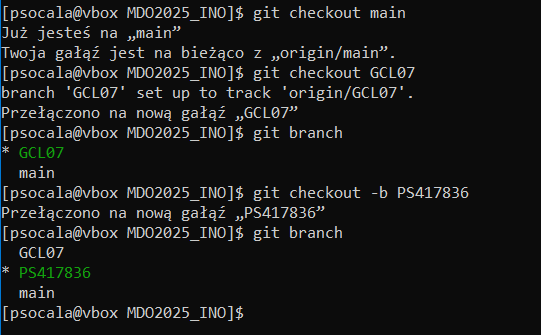 [psocala@vbox MDO2025_INO]$ git checkout main
Już jesteś na „main”
Twoja gałąź jest na bieżąco z „origin/main”.
[psocala@vbox MDO2025_INO]$ git checkout GCL07
branch 'GCL07' set up to track 'origin/GCL07'.
Przełączono na nową gałąź „GCL07”
[psocala@vbox MDO2025_INO]$ git branch
* GCL07
  main
[psocala@vbox MDO2025_INO]$ git checkout -b PS417836
Przełączono na nową gałąź „PS417836”
[psocala@vbox MDO2025_INO]$ git branch
  GCL07
* PS417836
  main
[psocala@vbox MDO2025_INO]$